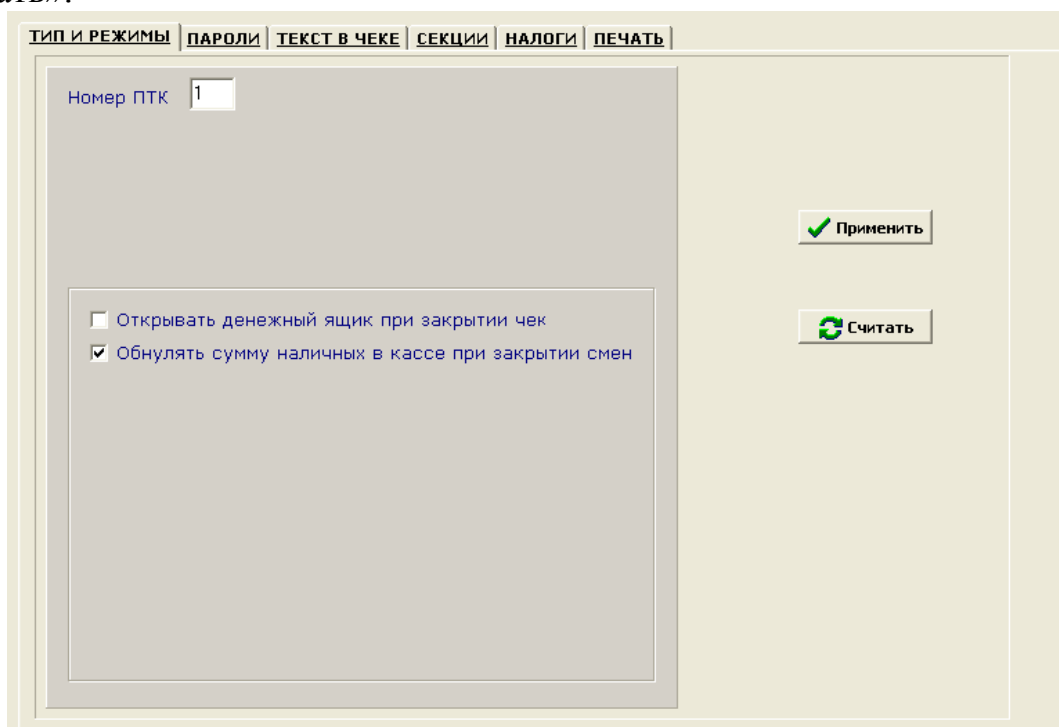 ТИП И РЕЖИМЫ ПАРОЛИ ТЕКСТ В ЧЕКЕ СЕКЦИИ НАЛОГИ ПЕЧАТЬ
Номер ПТК 1
Применить
Открывать денежный ящик при закрытии чек
Считать
Обнулять сумму наличных в кассе при закрытии смен